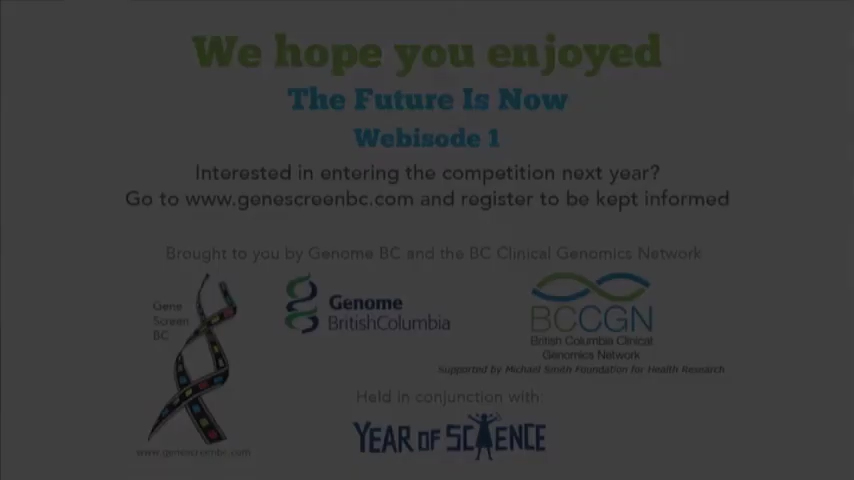 We hope you enjoyed
The Future Is Now
Webisode 1
Interested in entering the competition next year?
Go to www.genescreenbc.com and register to be kept informed
Brought to you by Genome BC and the BC Clinical Genomics Network
Gene
Screen
BC
www.genescreenbc.com
Genome
BritishColumbia
BCCGN
British Columbia Clinical
Genomics Network
Supported by Michael Smith Foundation for Health Research
Held in conjunction with:
YEAR OF SCIENCE